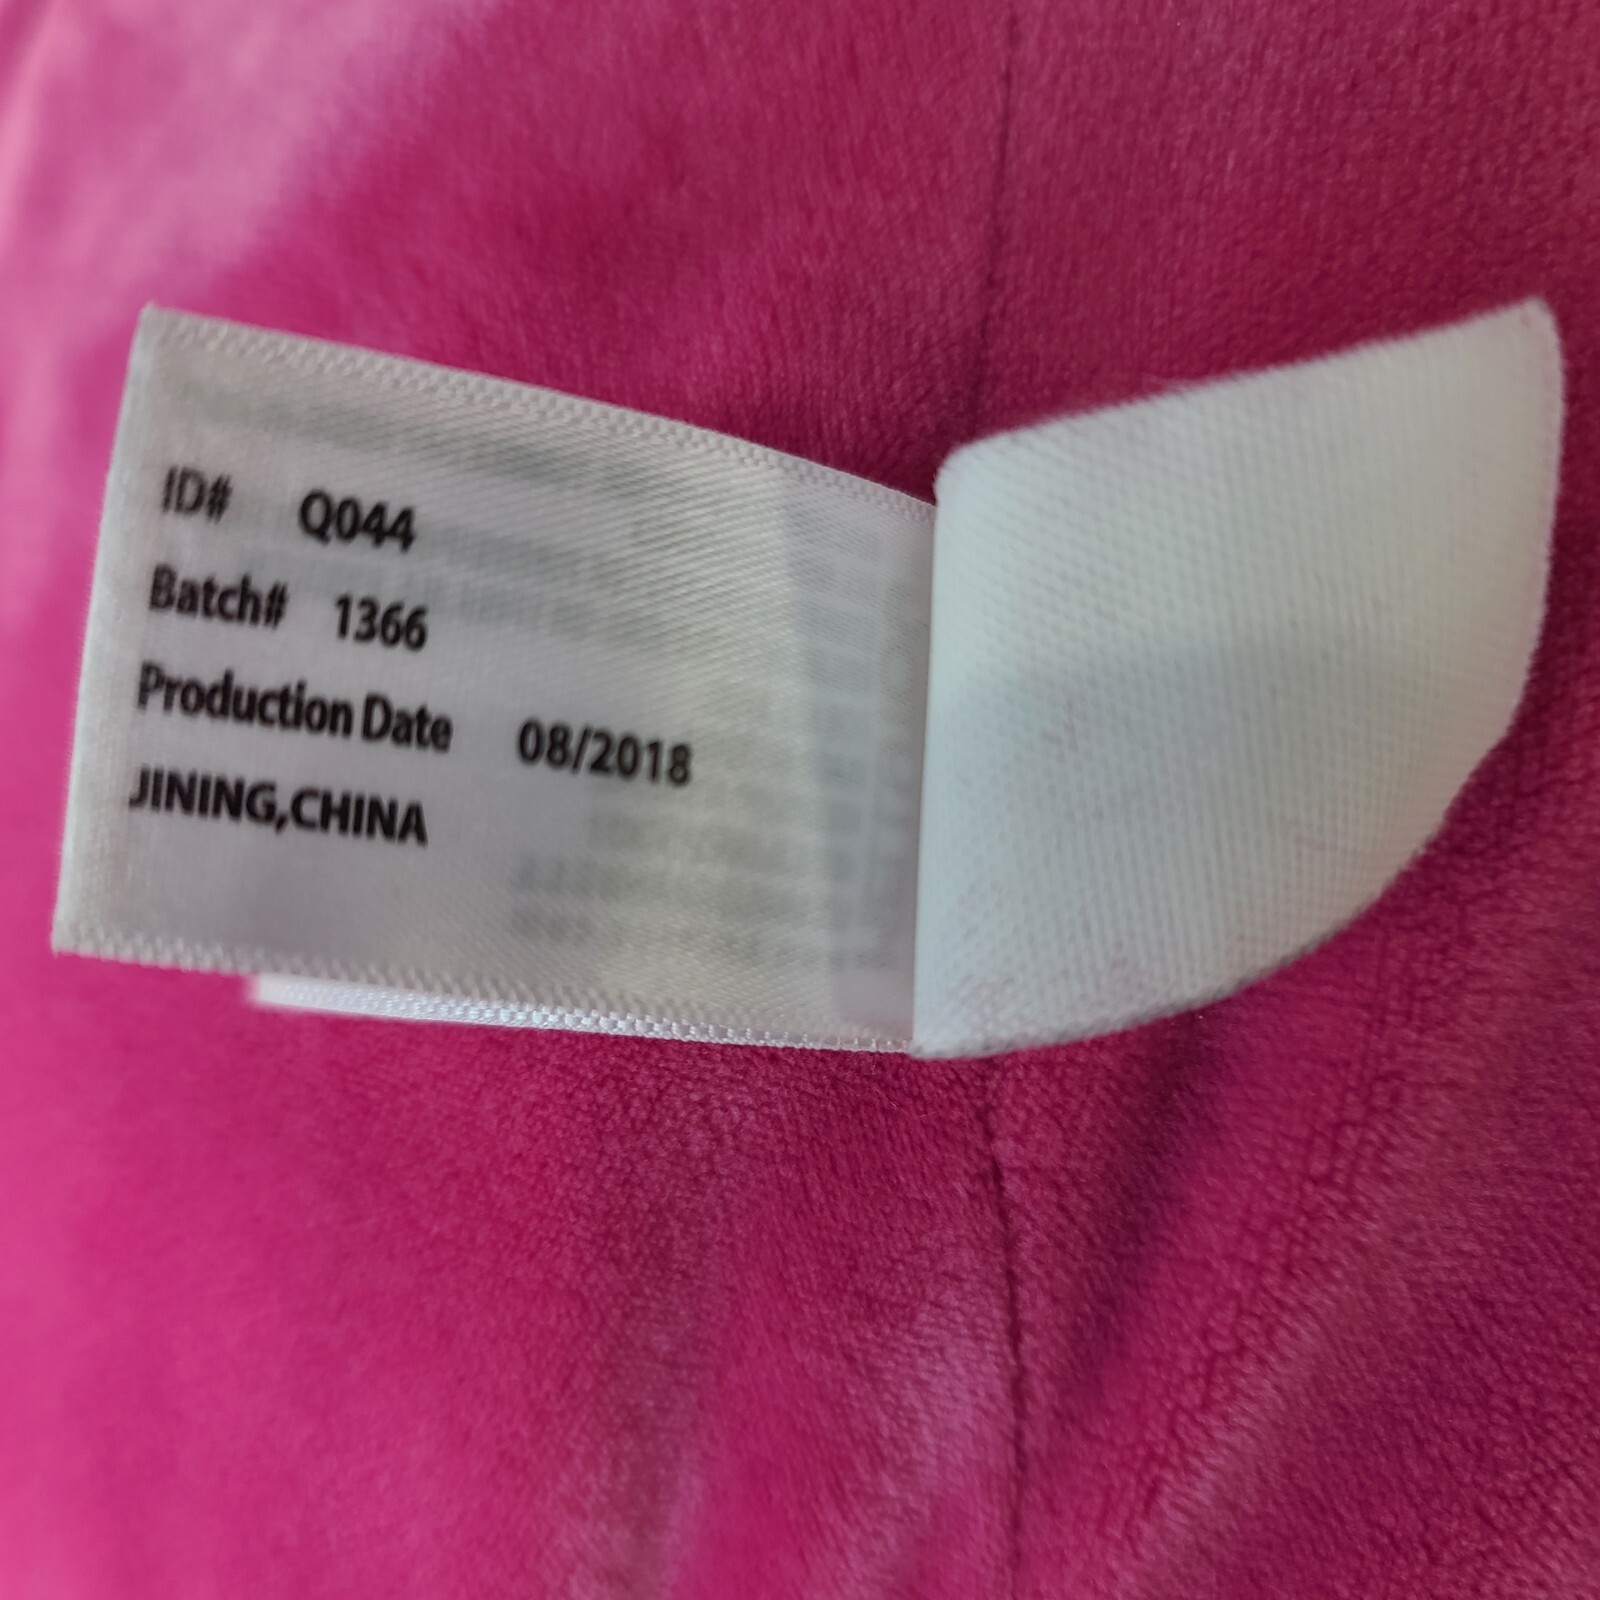 ID# Q044
Batch# 1366
Production Date 08/2018
JINING,CHINA